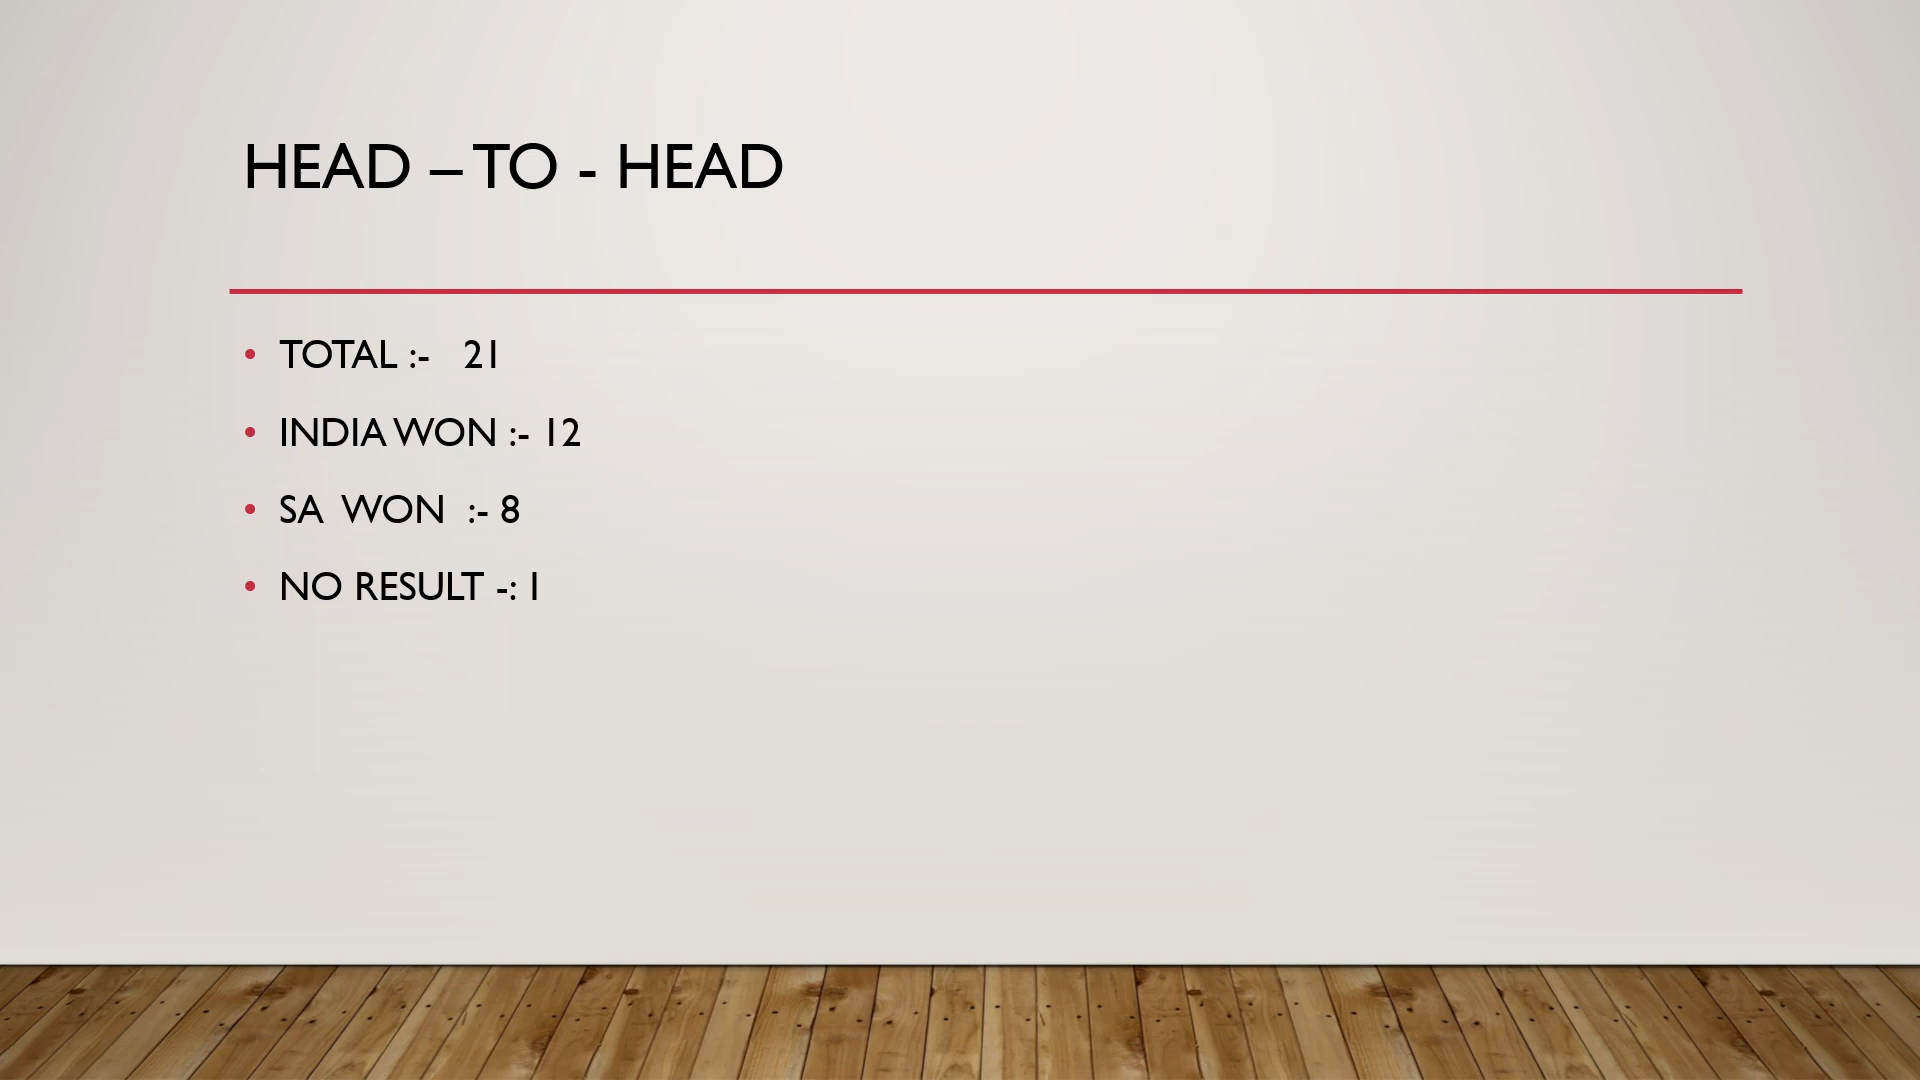 HEAD – TO - HEAD
• TOTAL :- 21
• INDIA WON :- 12
• SA WON :- 8
• NO RESULT -: 1